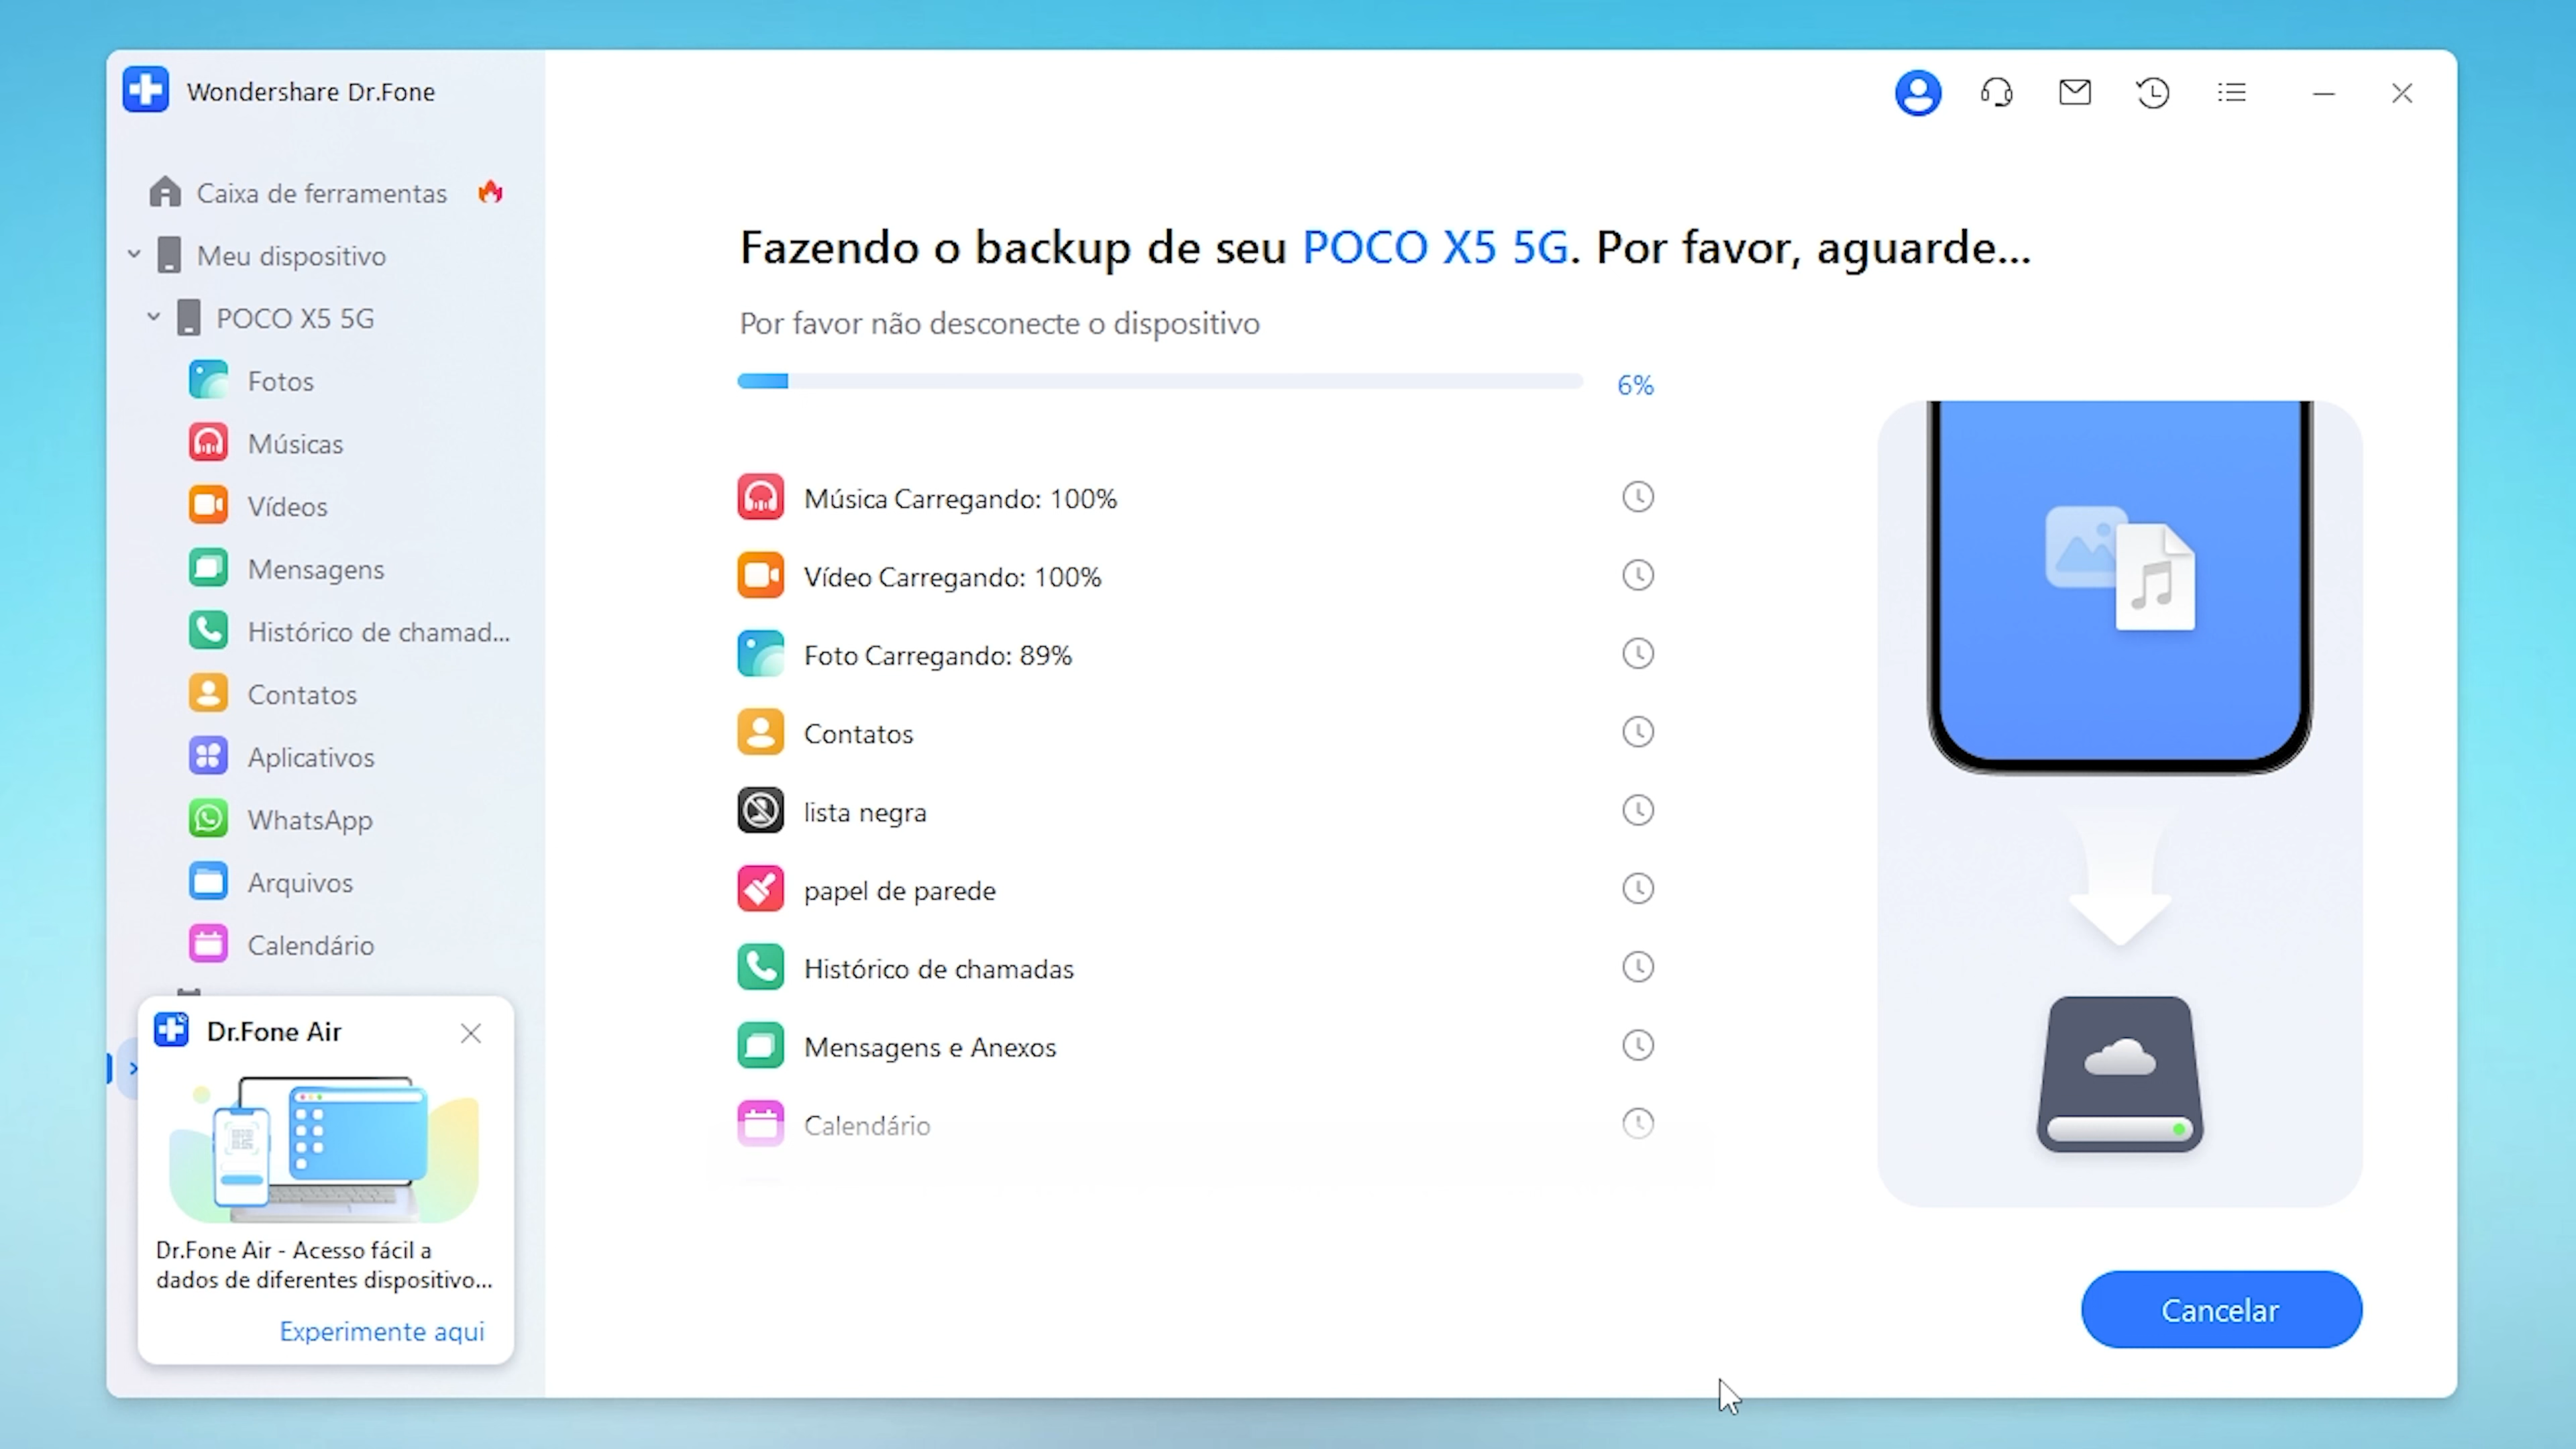 Wondershare Dr.Fone
Caixa de ferramentas
Meu dispositivo
POCO X5 5G
Fotos
Músicas
Vídeos
Mensagens
Histórico de chamad...
Contatos
Aplicativos
WhatsApp
Arquivos
Calendário
Dr.Fone Air
Dr.Fone Air - Acesso fácil a
dados de diferentes dispositivo...
Experimente aqui
Fazendo o backup de seu POCO X5 5G. Por favor, aguarde...
Por favor não desconecte o dispositivo
6%
Música Carregando: 100%
Vídeo Carregando: 100%
Foto Carregando: 89%
Contatos
lista negra
papel de parede
Histórico de chamadas
Mensagens e Anexos
Calendário
Cancelar